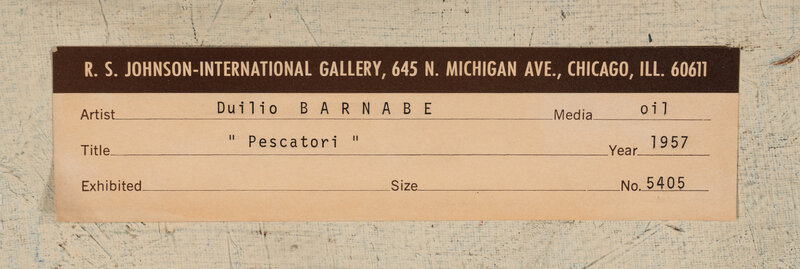 R. S. JOHNSON-INTERNATIONAL GALLERY, 645 N. MICHIGAN AVE., CHICAGO, ILL. 60611
Artist Duilio BARNABE Media oil
Title " Pescatori " Year 1957
Exhibited Size No. 5405